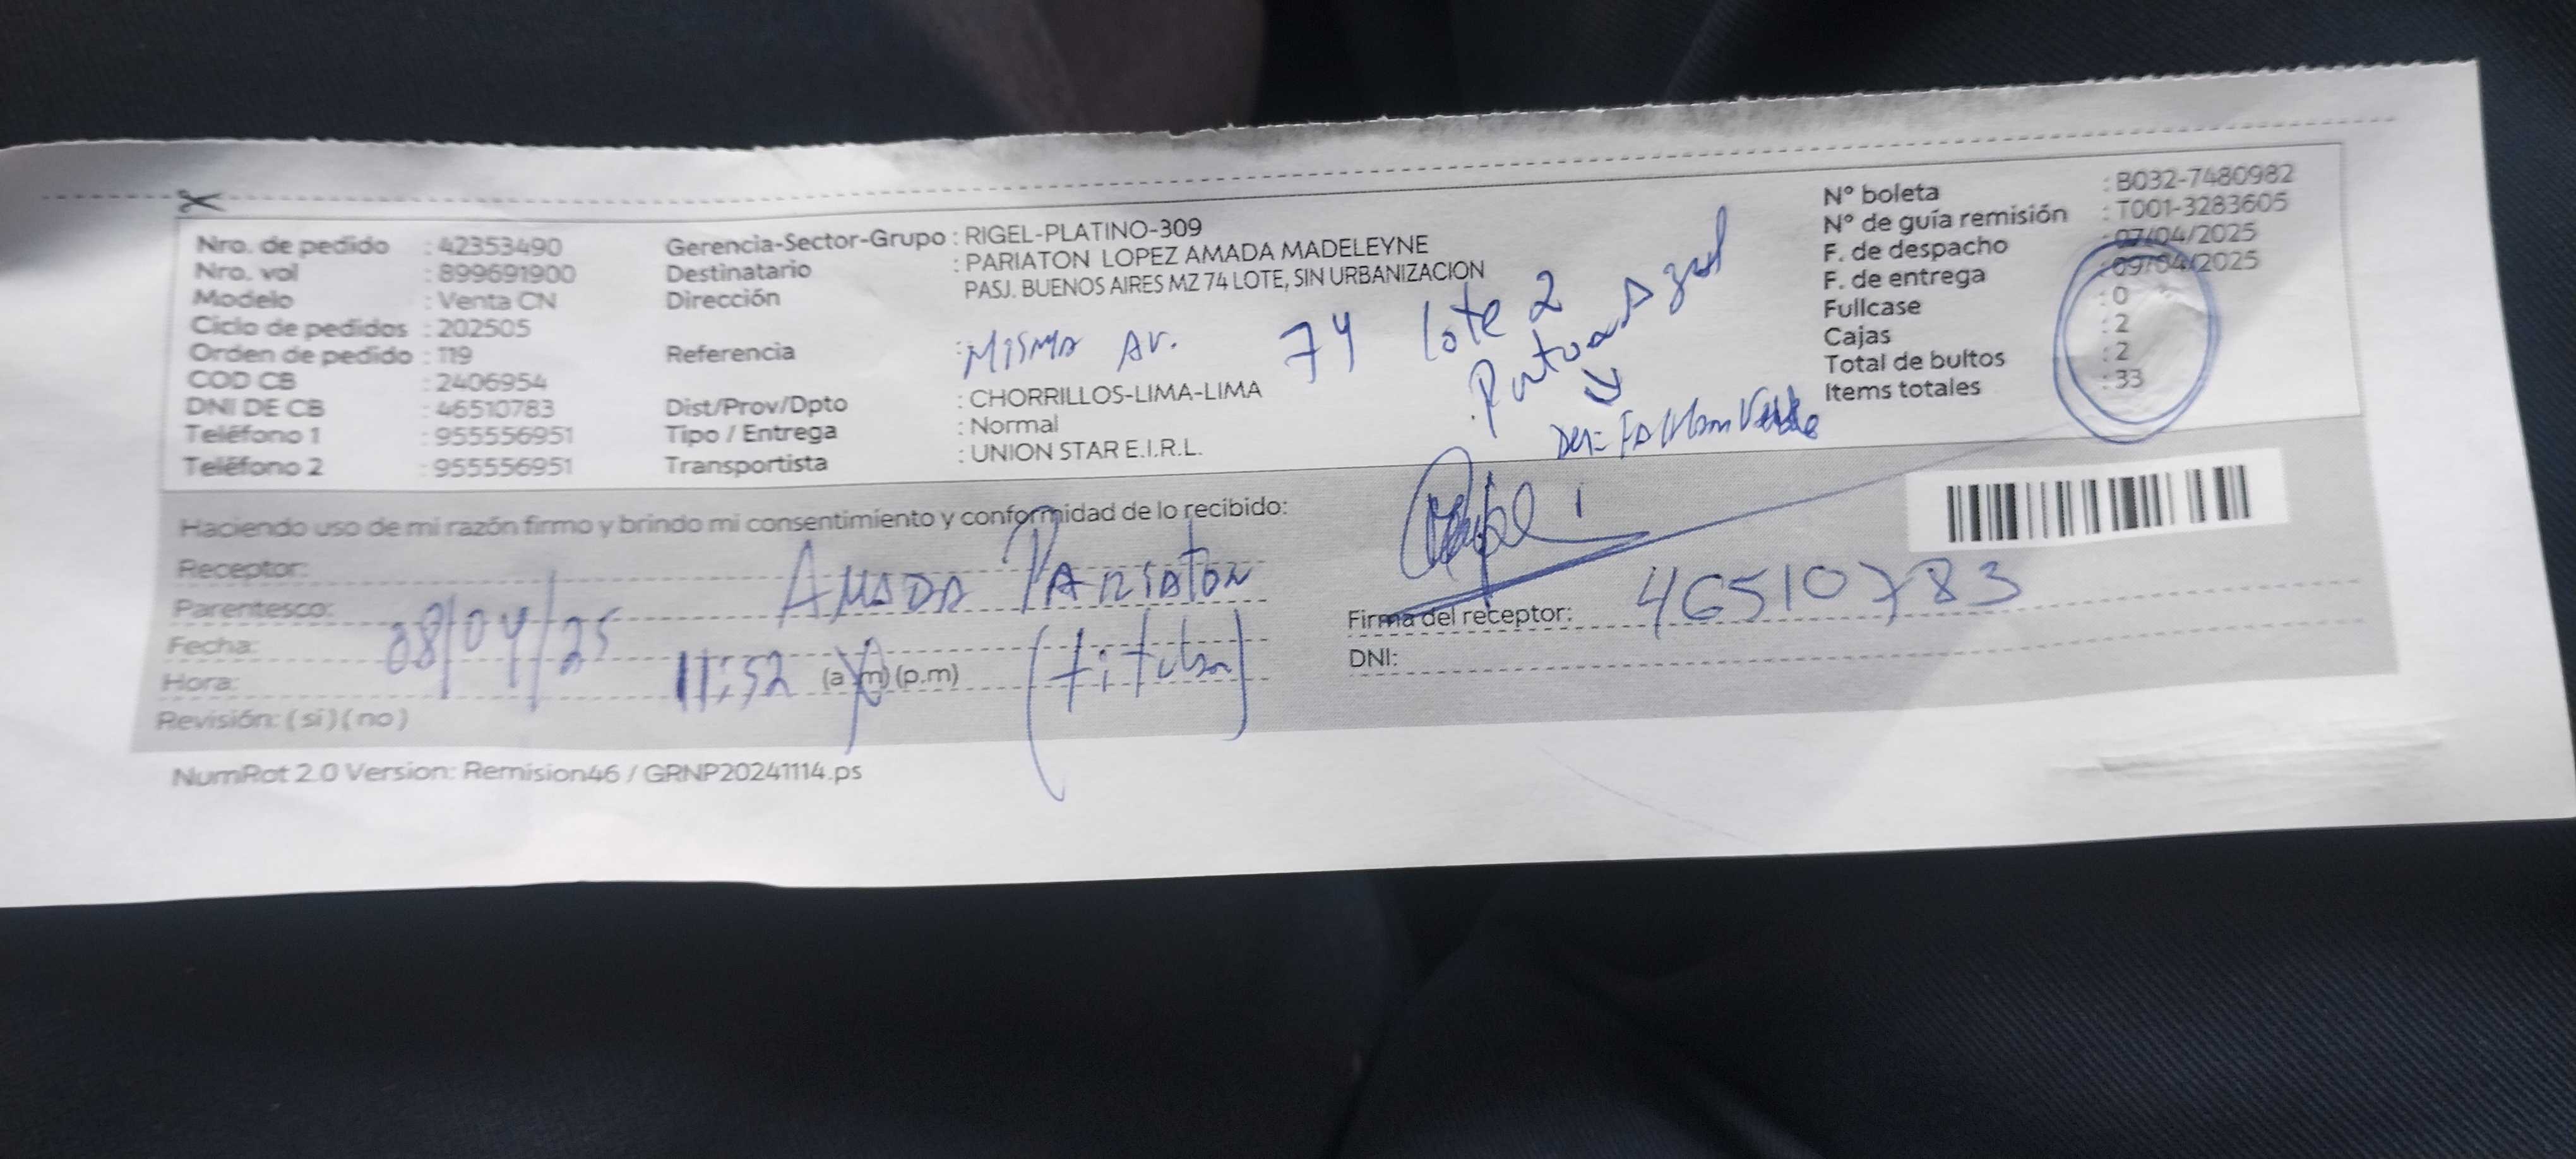 Nro. de pedido : 42353490
Nro. vol : 899691900
Modelo : Venta CN
Ciclo de pedidos : 202505
Orden de pedido : 119
COD CB : 2406954
DNI DE CB : 46510783
Teléfono 1 : 955556951
Teléfono 2 : 955556951
Gerencia-Sector-Grupo : RIGEL-PLATINO-309
Destinatario : PARIATON LOPEZ AMADA MADELEYNE
Dirección PASJ. BUENOS AIRES MZ 74 LOTE, SIN URBANIZACION
Referencia : MISMA AV. 74 lote 2
Azul
Dist/Prov/Dpto : CHORRILLOS-LIMA-LIMA
Tipo / Entrega : Normal
Transportista : UNION STAR E.I.R.L.
N° boleta : B032-7480982
N° de guía remisión : T001-3283605
F. de despacho : 07/04/2025
F. de entrega : 09/04/2025
Fullcase : 0
Cajas : 2
Total de bultos : 2
Items totales : 33
Haciendo uso de mi razón firmo y brindo mi consentimiento y conformidad de lo recibido:
Receptor: AMADA PARIATON
Parentesco: (titular)
Fecha: 08/04/25
Hora: 11:52 (a m) (p.m)
Revisión: (si) (no)
Firma del receptor:
DNI: 46510783
NumRot 2.0 Version: Remision46 / GRNP20241114.ps